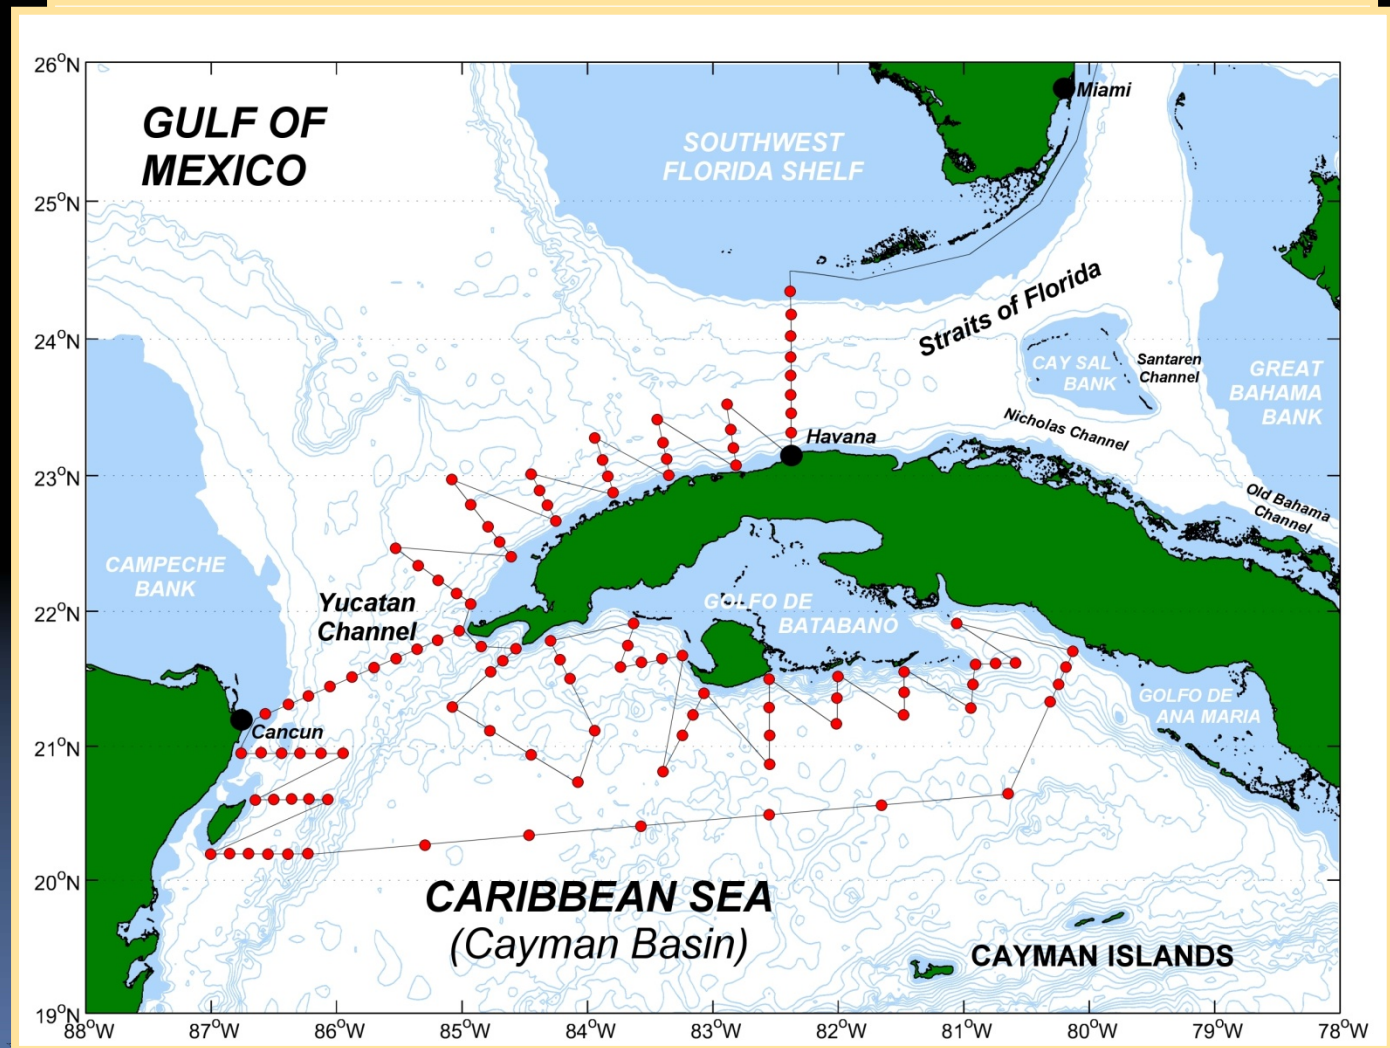 26°N
25°N
24°N
23°N
22°N
21°N
20°N
19°N
88°W
87°W
86°W
85°W
84°W
83°W
82°W
81°W
80°W
79°W
78°W
GULF OF
MEXICO
SOUTHWEST
FLORIDA SHELF
Miami
Straits of Florida
CAY SAL
BANK
Santaren
Channel
GREAT
BAHAMA
BANK
Nicholas Channel
Havana
Old Bahama
Channel
CAMPECHE
BANK
Yucatan
Channel
GOLFO DE
BATABANÓ
GOLFO DE
ANA MARIA
Cancun
CARIBBEAN SEA
(Cayman Basin)
CAYMAN ISLANDS